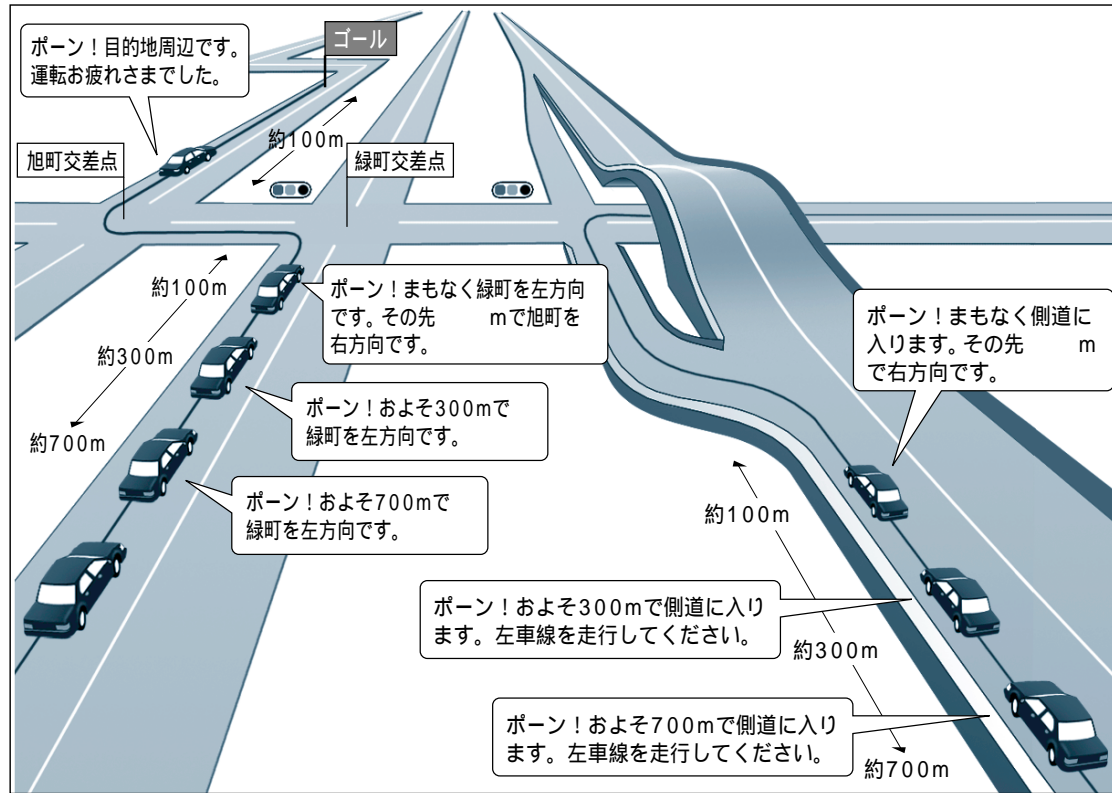 ポーン！目的地周辺です。
運転お疲れさまでした。
ゴール
約100m
旭町交差点
緑町交差点
約100m
約300m
約700m
ポーン！まもなく緑町を左方向
です。その先　　　mで旭町を
右方向です。
ポーン！およそ300mで
緑町を左方向です。
ポーン！およそ700mで
緑町を左方向です。
ポーン！まもなく側道に
入ります。その先　　　m
で右方向です。
約100m
ポーン！およそ300mで側道に入り
ます。左車線を走行してください。
約300m
ポーン！およそ700mで側道に入り
ます。左車線を走行してください。
約700m